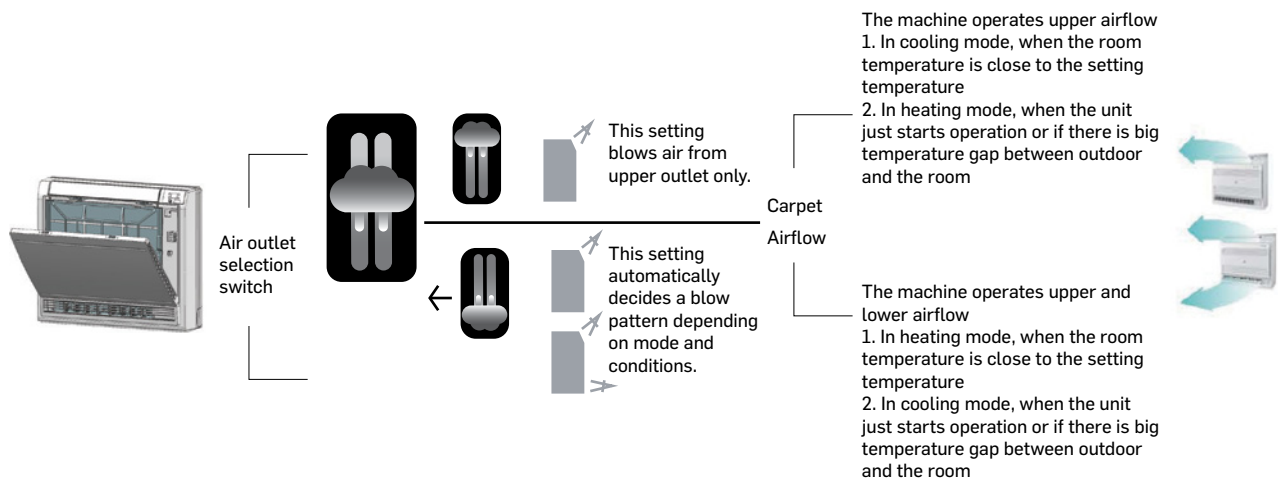 Air outlet
selection
switch
This setting
blows air from
upper outlet only.
This setting
automatically
decides a blow
pattern depending
on mode and
conditions.
Carpet
Airflow
The machine operates upper airflow
1. In cooling mode, when the room
temperature is close to the setting
temperature
2. In heating mode, when the unit
just starts operation or if there is big
temperature gap between outdoor
and the room
The machine operates upper and
lower airflow
1. In heating mode, when the room
temperature is close to the setting
temperature
2. In cooling mode, when the unit
just starts operation or if there is big
temperature gap between outdoor
and the room